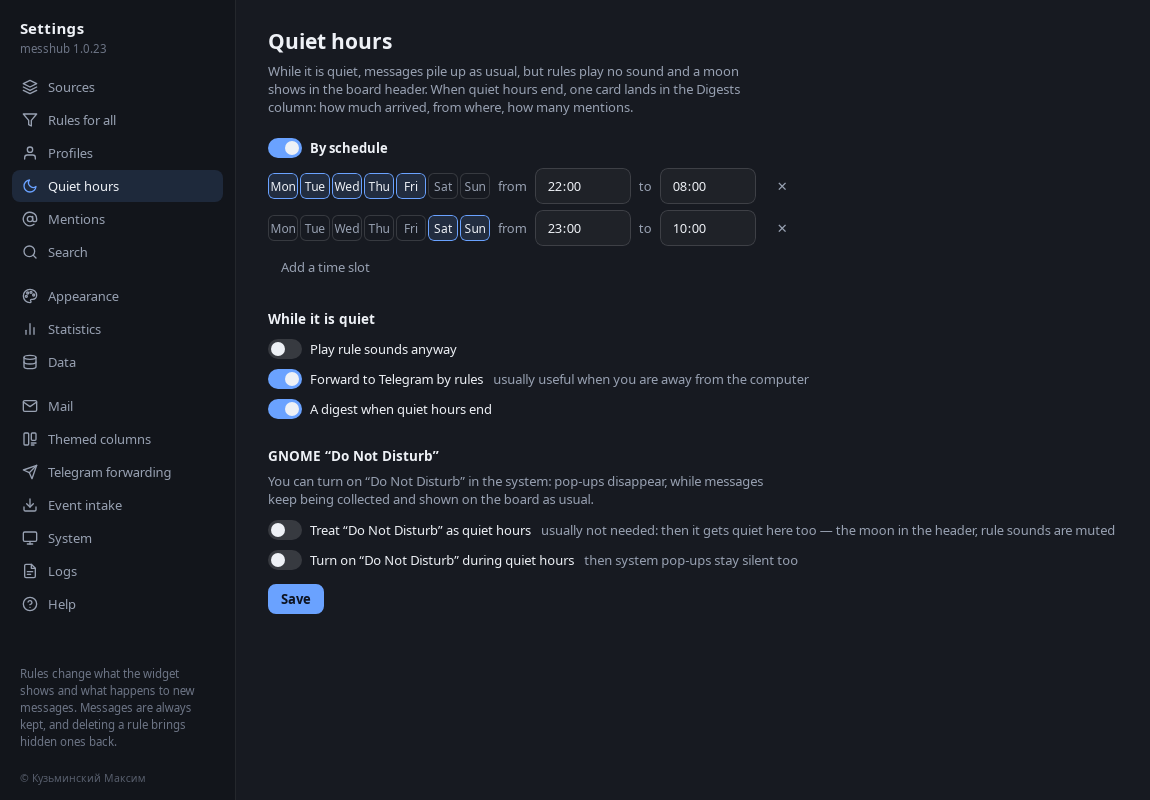 Settings
messhub 1.0.23
Sources
Rules for all
Profiles
Quiet hours
Mentions
Search
Appearance
Statistics
Data
Mail
Themed columns
Telegram forwarding
Event intake
System
Logs
Help
Rules change what the widget
shows and what happens to new
messages. Messages are always
kept, and deleting a rule brings
hidden ones back.
© Кузьминский Максим
Quiet hours
While it is quiet, messages pile up as usual, but rules play no sound and a moon
shows in the board header. When quiet hours end, one card lands in the Digests
column: how much arrived, from where, how many mentions.
By schedule
Mon Tue Wed Thu Fri Sat Sun from 22:00 to 08:00 ×
Mon Tue Wed Thu Fri Sat Sun from 23:00 to 10:00 ×
Add a time slot
While it is quiet
Play rule sounds anyway
Forward to Telegram by rules usually useful when you are away from the computer
A digest when quiet hours end
GNOME “Do Not Disturb”
You can turn on “Do Not Disturb” in the system: pop-ups disappear, while messages
keep being collected and shown on the board as usual.
Treat “Do Not Disturb” as quiet hours usually not needed: then it gets quiet here too — the moon in the header, rule sounds are muted
Turn on “Do Not Disturb” during quiet hours then system pop-ups stay silent too
Save